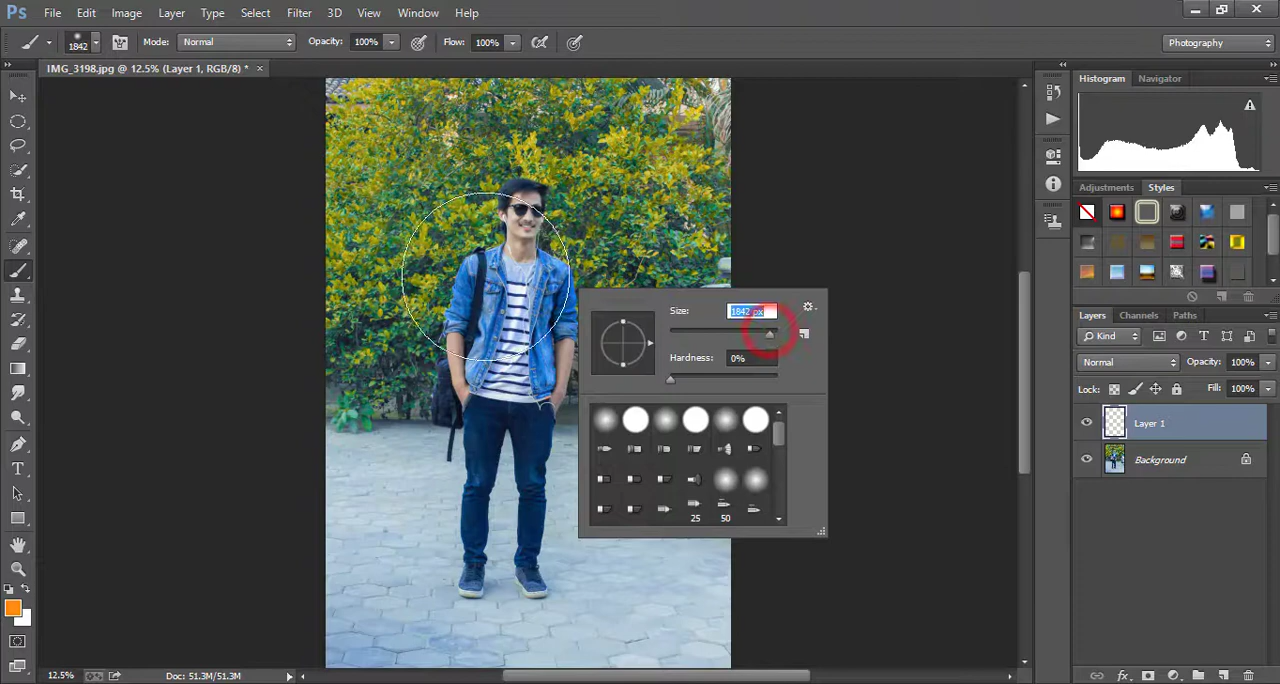 Ps File Edit Image Layer Type Select Filter 3D View Window Help
1842 Mode: Normal Opacity: 100% Flow: 100% Photography
IMG_3198.jpg @ 12.5% (Layer 1, RGB/8) * ×
Histogram Navigator
Adjustments Styles
Size: 1842 px
Hardness: 0%
25 50
Layers Channels Paths
Kind
Normal Opacity: 100%
Lock: Fill: 100%
Layer 1
Background
12.5% Doc: 51.3M/51.3M